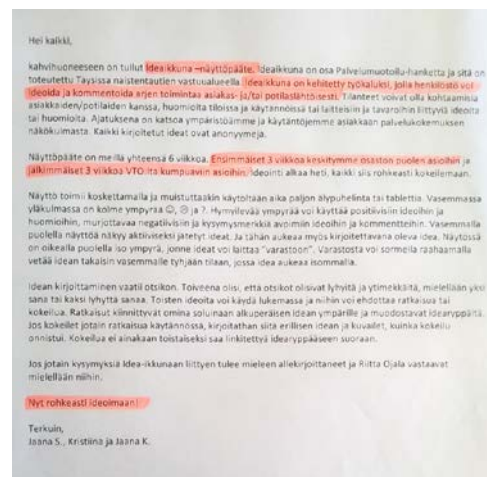 Hei kaikki,
kahvihuoneeseen on tullut Ideaikkuna –näyttöpääte. Ideaikkuna on osa Palvelumuotoilu-hanketta ja sitä on
toteutettu Taysissa naistentautien vastuualueella. Ideaikkuna on kehitetty työkaluksi, jolla henkilöstö voi
ideoida ja kommentoida arjen toimintaa asiakas- ja/tai potilaslähtöisesti. Tilanteet voivat olla kohtaamisia
asiakkaiden/potilaiden kanssa, huomioita tiloissa ja käytännöissä tai laitteisiin ja tavaroihin liittyviä ideoita
tai huomioita. Ajatuksena on katsoa ympäristöämme ja käytäntöjemme asiakkaan palvelukokemuksen
näkökulmasta. Kaikki kirjoitetut ideat ovat anonyymeja.
Näyttöpääte on meillä yhteensä 6 viikkoa. Ensimmäiset 3 viikkoa keskitymme osaston puolen asioihin ja
jälkimmäiset 3 viikkoa VTO:lta kumpuaviin asioihin. Ideointi alkaa heti, kaikki siis rohkeasti kokeilemaan.
Näyttö toimii koskettamalla ja muistuttaakin käytöltään aika paljon älypuhelinta tai tablettia. Vasemmassa
yläkulmassa on kolme ympyrää ☺, ☹ ja ?. Hymyilevää ympyrää voi käyttää positiivisiin ideoihin ja
huomioihin, murjottavaa negatiivisiin ja kysymysmerkkiä avoimiin ideoihin ja kommentteihin. Vasemmalla
puolella näyttöä näkyy aktiiviseksi jätetyt ideat. Ja tähän aukeaa myös kirjoitettavana oleva idea. Näytössä
on oikealla puolella iso ympyrä, jonne ideat voi laittaa "varastoon". Varastosta voi sormella raahaamalla
vetää idean takaisin vasemmalle tyhjään tilaan, jossa idea aukeaa isommalla.
Idean kirjoittaminen vaatii otsikon. Toiveena olisi, että otsikot olisivat lyhyitä ja ytimekkäitä, mielellään yksi
sana tai kaksi lyhyttä sanaa. Toisten ideoita voi käydä lukemassa ja niihin voi ehdottaa ratkaisua tai
kokeilua. Ratkaisut kiinnittyvät omina soluinaan alkuperäisen idean ympärille ja muodostavat idearyppäitä.
Jos kokeilet jotain ratkaisua käytännössä, kirjoitathan siitä erillisen idean ja kuvailet, kuinka kokeilu
onnistui. Kokeilua ei ainakaan toistaiseksi saa linkitettyä idearyppääseen suoraan.
Jos jotain kysymyksiä Idea-ikkunaan liittyen tulee mieleen allekirjoittaneet ja Riitta Ojala vastaavat
mielellään niihin.
Nyt rohkeasti ideoimaan!
Terkuin,
Jaana S., Kristiina ja Jaana K.